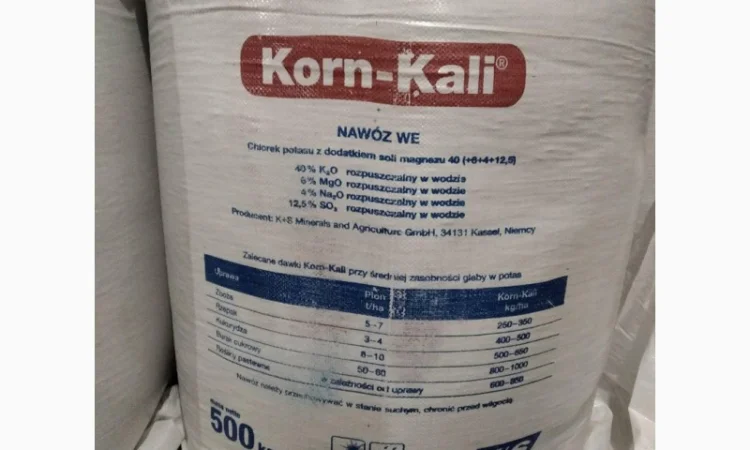 Korn-Kali®
NAWÓZ WE
Chlorek potasu z dodatkiem soli magnezu 40 (+6+4+12,5)
40% K₂O rozpuszczalny w wodzie
6% MgO rozpuszczalny w wodzie
4% Na₂O rozpuszczalny w wodzie
12,5% SO₃ rozpuszczalny w wodzie
Producent: K+S Minerals and Agriculture GmbH, 34131 Kassel, Niemcy
Zalecane dawki Korn-Kali przy średniej zasobności gleby w potas
Uprawa Plon t/ha Korn-Kali kg/ha
Zboża 5-7 250-350
Rzepak 3-4 400-500
Kukurydza 8-10 500-650
Burak cukrowy 50-60 800-1000
Rośliny pastewne w zależności od uprawy 600-850
Nawóz należy przechowywać w stanie suchym, chronić przed wilgocią
masa netto
500 kg